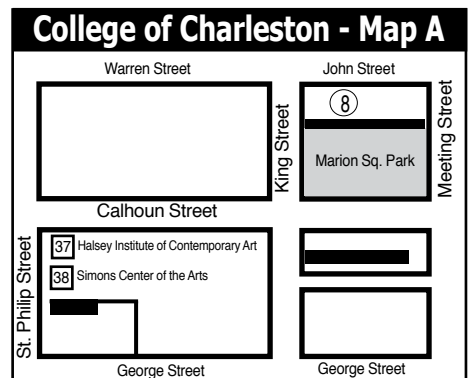 College of Charleston - Map A
Warren Street
John Street
8
King Street
Meeting Street
Marion Sq. Park
Calhoun Street
St. Philip Street
37 Halsey Institute of Contemporary Art
38 Simons Center of the Arts
George Street
George Street